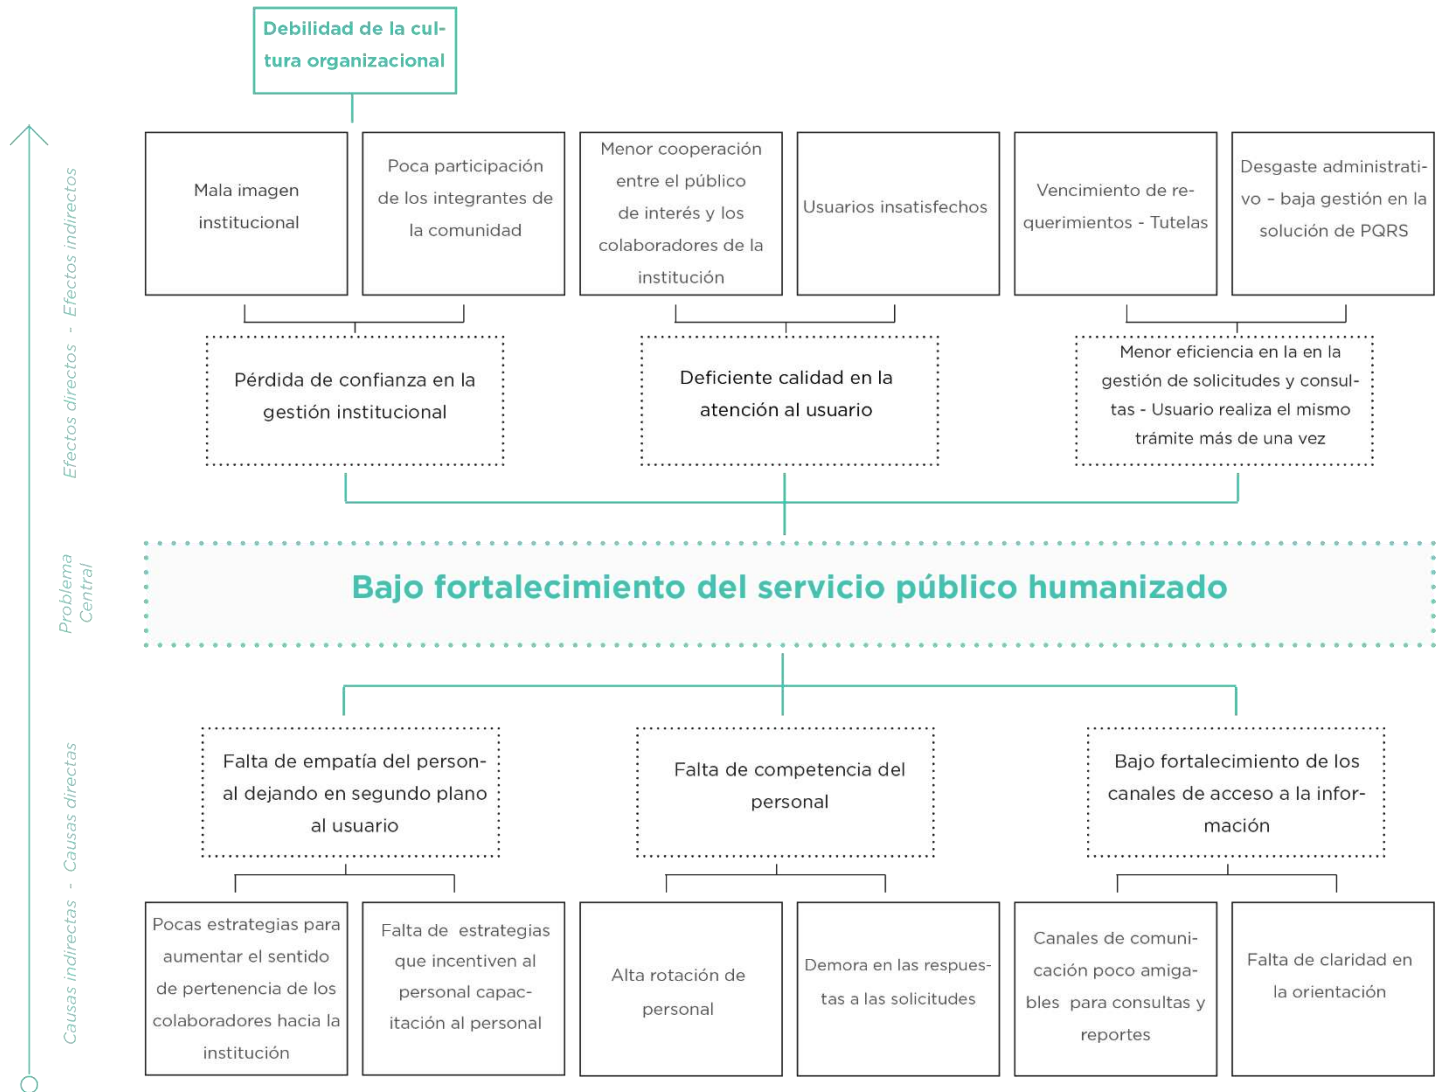 Debilidad de la cul-
tura organizacional
Mala imagen
institucional
Poca participación
de los integrantes de
la comunidad
Menor cooperación
entre el público
de interés y los
colaboradores de la
institución
Usuarios insatisfechos
Vencimiento de re-
querimientos - Tutelas
Desgaste administrati-
vo – baja gestión en la
solución de PQRS
Efectos directos - Efectos indirectos
Pérdida de confianza en la
gestión institucional
Deficiente calidad en la
atención al usuario
Menor eficiencia en la en la
gestión de solicitudes y consul-
tas - Usuario realiza el mismo
trámite más de una vez
Problema
Central
Bajo fortalecimiento del servicio público humanizado
Causas indirectas - Causas directas
Falta de empatía del person-
al dejando en segundo plano
al usuario
Falta de competencia del
personal
Bajo fortalecimiento de los
canales de acceso a la infor-
mación
Pocas estrategias para
aumentar el sentido
de pertenencia de los
colaboradores hacia la
institución
Falta de estrategias
que incentiven al
personal capac-
itación al personal
Alta rotación de
personal
Demora en las respues-
tas a las solicitudes
Canales de comuni-
cación poco amiga-
bles para consultas y
reportes
Falta de claridad en
la orientación